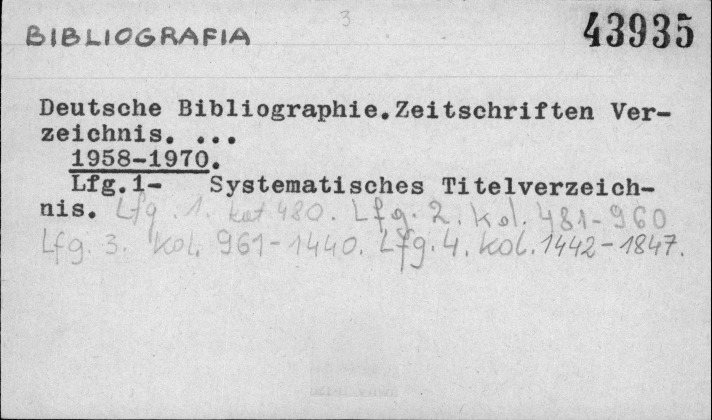 3
BIBLIOGRAFIA 43935
Deutsche Bibliographie. Zeitschriften Ver-
zeichnis. ...
1958-1970.
Lfg.1- Systematisches Titelverzeich-
nis. Lfg. 1. kol 480. Lfg. 2. kol. 481-960
Lfg. 3. kol. 961-1440. Lfg. 4. kol. 1442-1847.